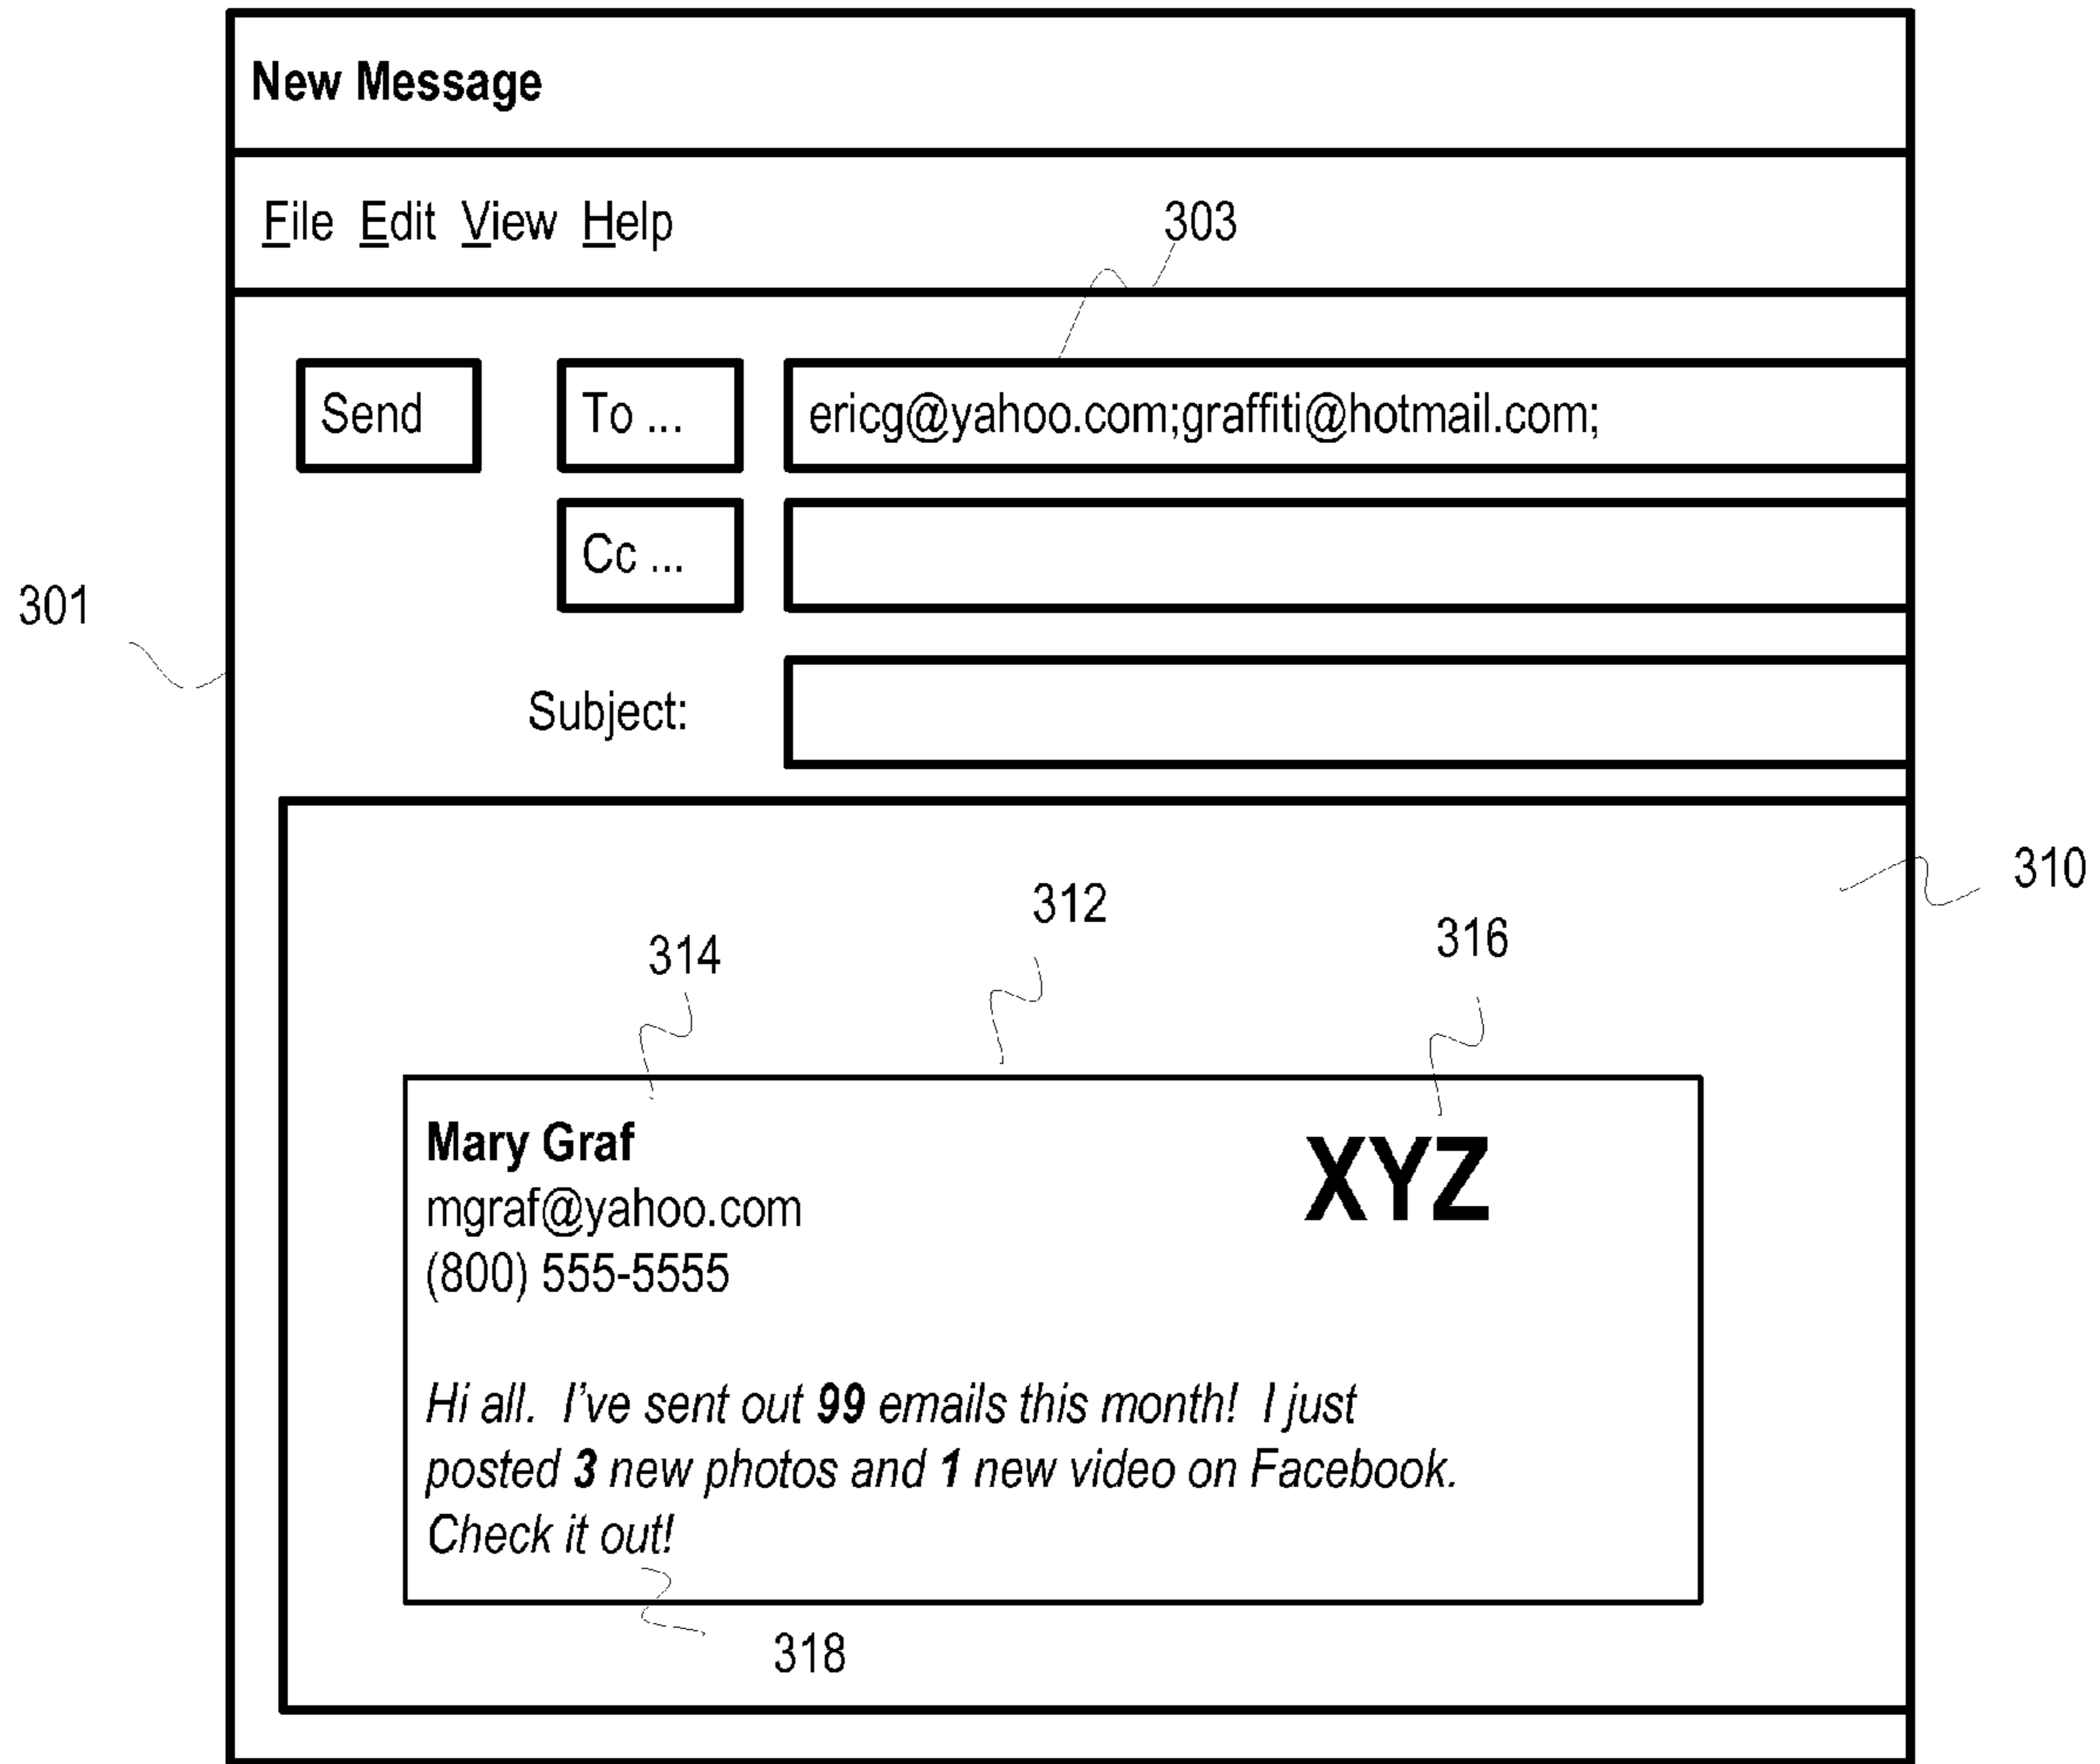 New Message
File Edit View Help
303
Send To ... ericg@yahoo.com;graffiti@hotmail.com;
Cc ...
301
Subject:
310
312
316
314
Mary Graf
XYZ
mgraf@yahoo.com
(800) 555-5555
Hi all. I've sent out 99 emails this month! I just
posted 3 new photos and 1 new video on Facebook.
Check it out!
318